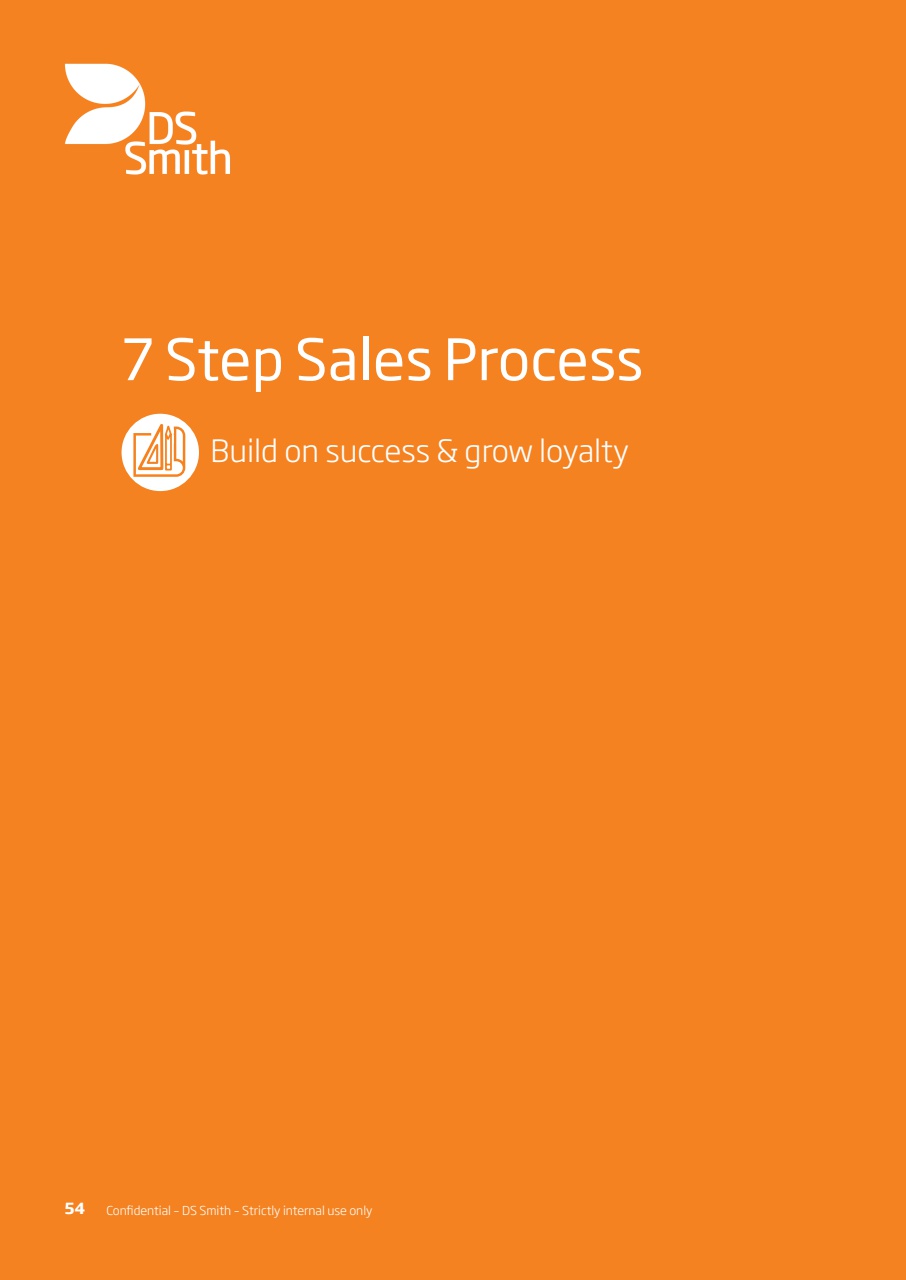 DS
Smith
7 Step Sales Process
Build on success & grow loyalty
54 Confidential – DS Smith – Strictly internal use only